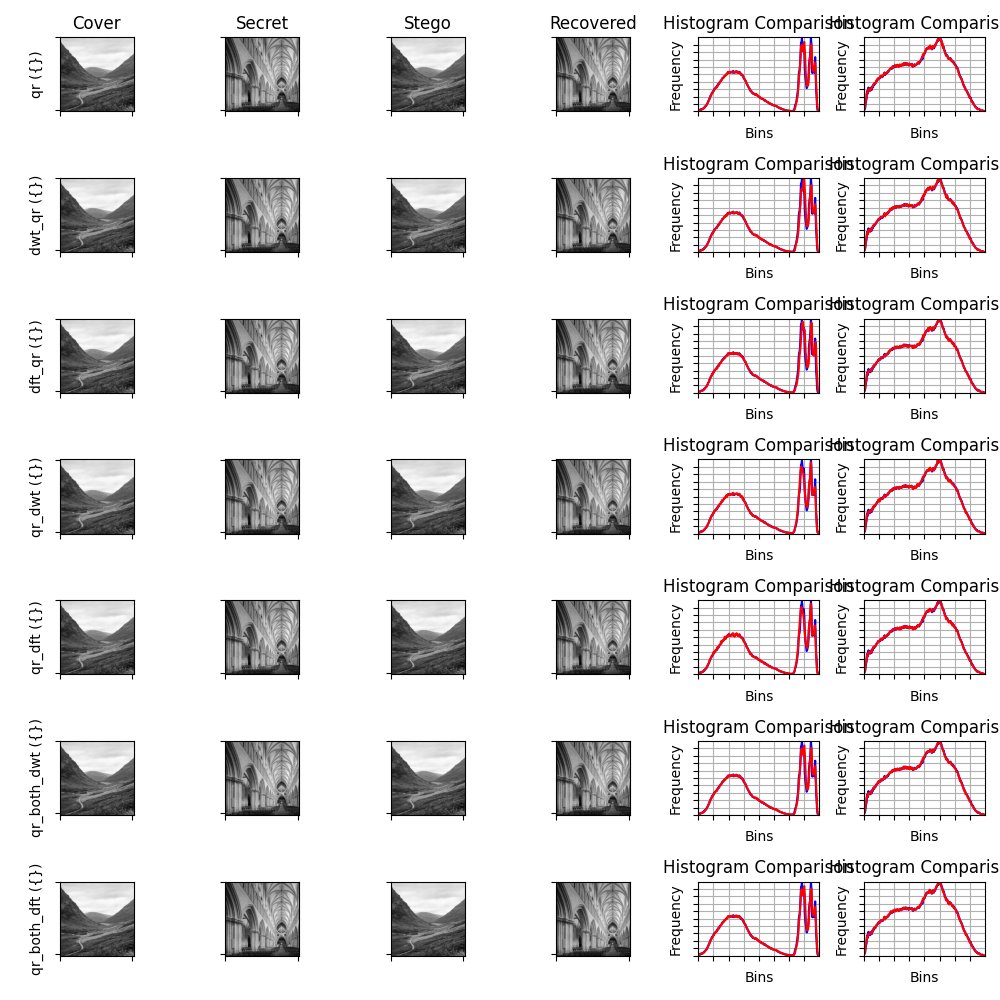 Cover Secret Stego Recovered Histogram Comparison Histogram Comparis
qr ({}) Frequency Frequency
Bins Bins
Histogram Comparison Histogram Comparis
dwt_qr ({}) Frequency Frequency
Bins Bins
Histogram Comparison Histogram Comparis
dft_qr ({}) Frequency Frequency
Bins Bins
Histogram Comparison Histogram Comparis
qr_dwt ({}) Frequency Frequency
Bins Bins
Histogram Comparison Histogram Comparis
qr_dft ({}) Frequency Frequency
Bins Bins
Histogram Comparison Histogram Comparis
qr_both_dwt ({}) Frequency Frequency
Bins Bins
Histogram Comparison Histogram Comparis
qr_both_dft ({}) Frequency Frequency
Bins Bins